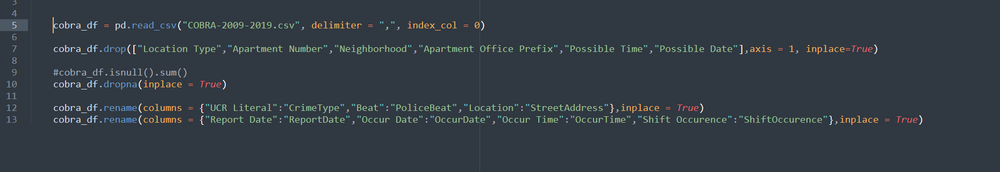 3
4
5 cobra_df = pd.read_csv("COBRA-2009-2019.csv", delimiter = ",", index_col = 0)
6
7 cobra_df.drop(["Location Type","Apartment Number","Neighborhood","Apartment Office Prefix","Possible Time","Possible Date"],axis = 1, inplace=True)
8
9 #cobra_df.isnull().sum()
10 cobra_df.dropna(inplace = True)
11
12 cobra_df.rename(columns = {"UCR Literal":"CrimeType","Beat":"PoliceBeat","Location":"StreetAddress"},inplace = True)
13 cobra_df.rename(columns = {"Report Date":"ReportDate","Occur Date":"OccurDate","Occur Time":"OccurTime","Shift Occurence":"ShiftOccurence"},inplace = True)